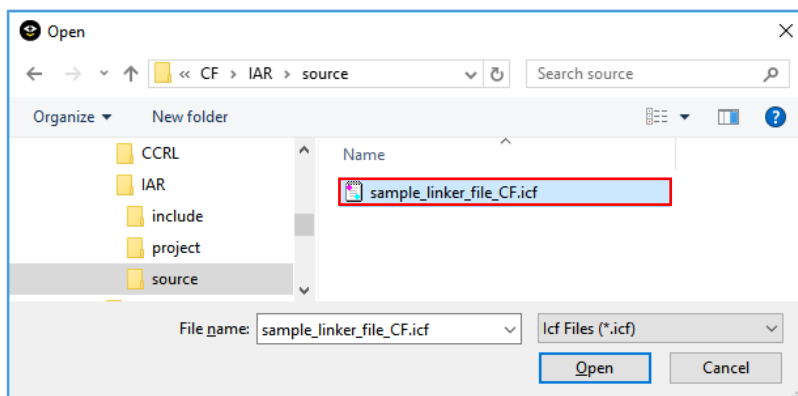 Open
« CF > IAR > source
Search source
Organize
New folder
CCRL
IAR
include
project
source
Name
sample_linker_file_CF.icf
File name: sample_linker_file_CF.icf
Icf Files (*.icf)
Open
Cancel